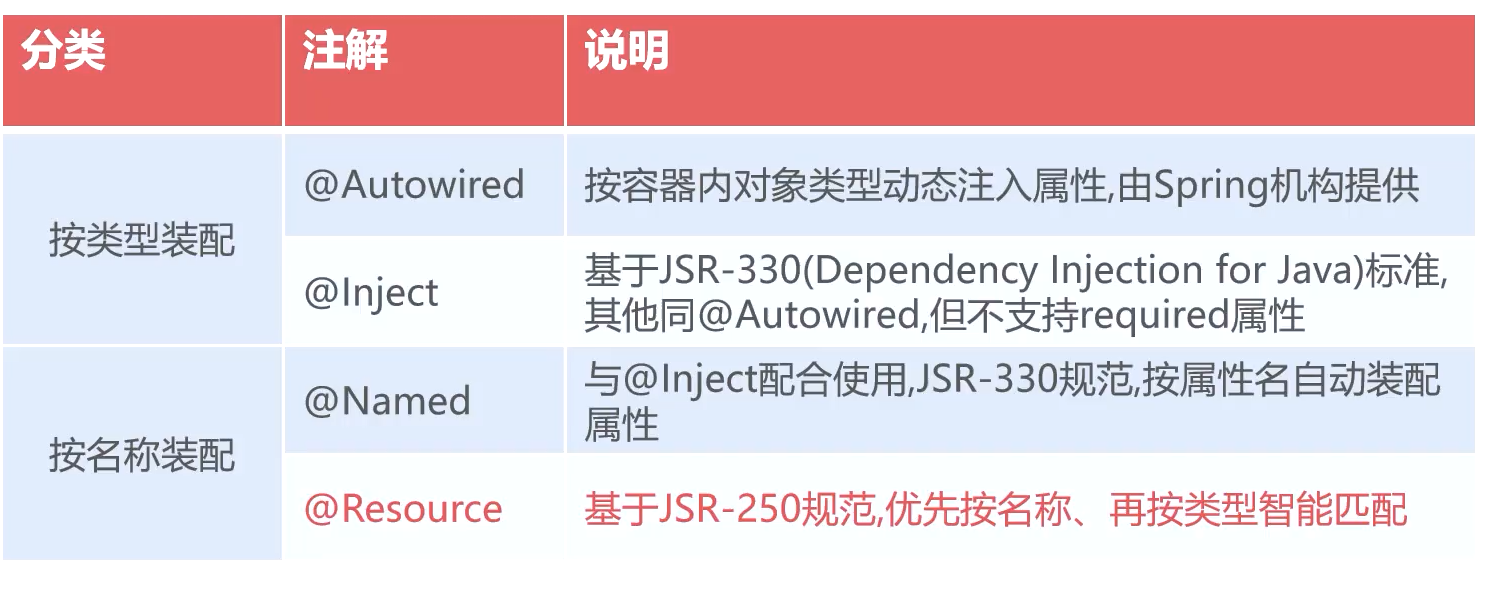 分类 注解 说明
按类型装配
@Autowired 按容器内对象类型动态注入属性,由Spring机构提供
@Inject 基于JSR-330(Dependency Injection for Java)标准,
其他同@Autowired,但不支持required属性
按名称装配
@Named 与@Inject配合使用,JSR-330规范,按属性名自动装配
属性
@Resource 基于JSR-250规范,优先按名称、再按类型智能匹配